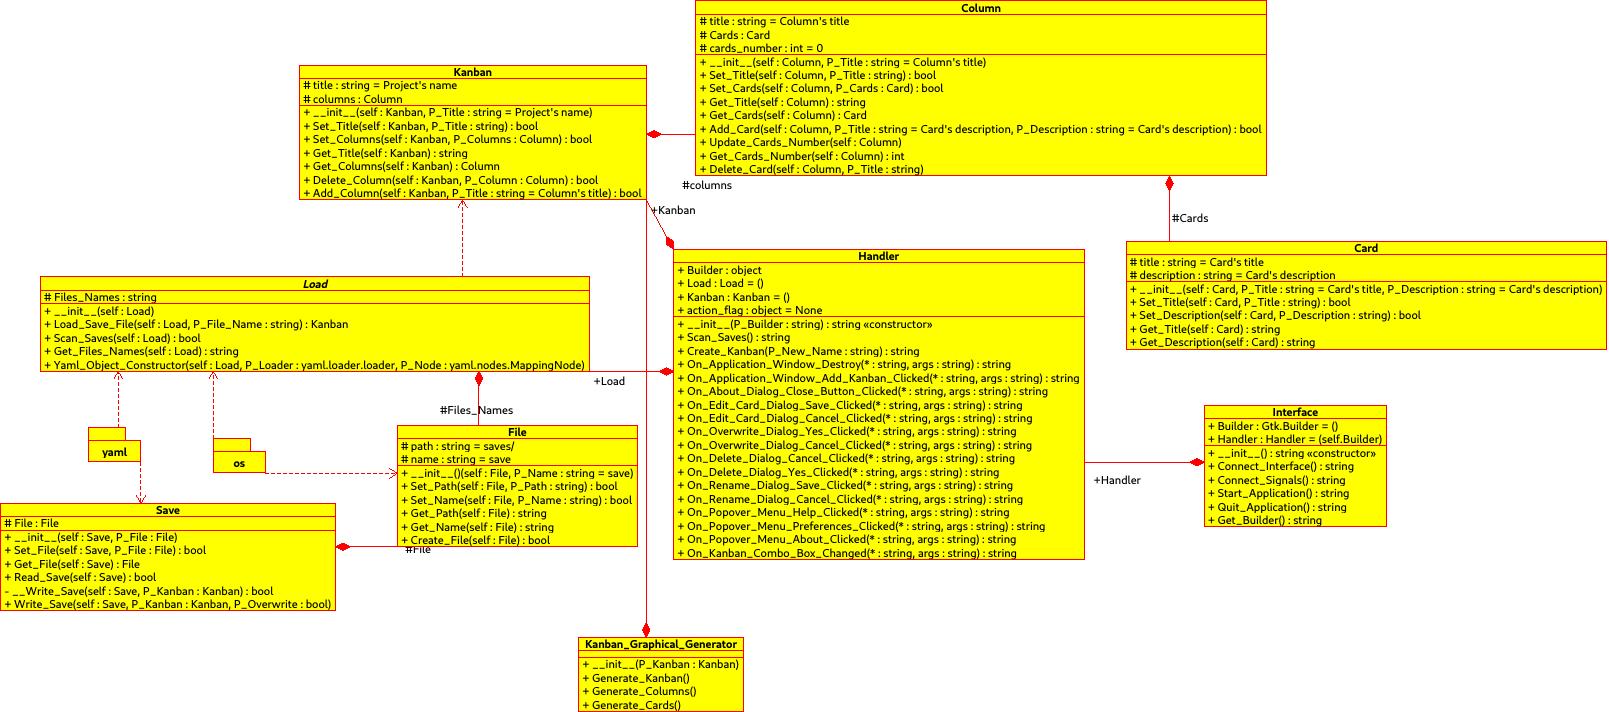 Column
# title : string = Column's title
# Cards : Card
# cards_number : int = 0
+ __init__(self : Column, P_Title : string = Column's title)
+ Set_Title(self : Column, P_Title : string) : bool
+ Set_Cards(self : Column, P_Cards : Card) : bool
+ Get_Title(self : Column) : string
+ Get_Cards(self : Column) : Card
+ Add_Card(self : Column, P_Title : string = Card's description, P_Description : string = Card's description) : bool
+ Update_Cards_Number(self : Column)
+ Get_Cards_Number(self : Column) : int
+ Delete_Card(self : Column, P_Title : string)
Kanban
# title : string = Project's name
# columns : Column
+ __init__(self : Kanban, P_Title : string = Project's name)
+ Set_Title(self : Kanban, P_Title : string) : bool
+ Set_Columns(self : Kanban, P_Columns : Column) : bool
+ Get_Title(self : Kanban) : string
+ Get_Columns(self : Kanban) : Column
+ Delete_Column(self : Kanban, P_Column : Column) : bool
+ Add_Column(self : Kanban, P_Title : string = Column's title) : bool
#columns
+Kanban
#Cards
Card
# title : string = Card's title
# description : string = Card's description
+ __init__(self : Card, P_Title : string = Card's title, P_Description : string = Card's description)
+ Set_Title(self : Card, P_Title : string) : bool
+ Set_Description(self : Card, P_Description : string) : bool
+ Get_Title(self : Card) : string
+ Get_Description(self : Card) : string
Handler
+ Builder : object
+ Load : Load = ()
+ Kanban : Kanban = ()
+ action_flag : object = None
+ __init__(P_Builder : string) : string «constructor»
+ Scan_Saves() : string
+ Create_Kanban(P_New_Name : string) : string
+ On_Application_Window_Destroy(* : string, args : string) : string
+ On_Application_Window_Add_Kanban_Clicked(* : string, args : string) : string
+ On_About_Dialog_Close_Button_Clicked(* : string, args : string) : string
+ On_Edit_Card_Dialog_Save_Clicked(* : string, args : string) : string
+ On_Edit_Card_Dialog_Cancel_Clicked(* : string, args : string) : string
+ On_Overwrite_Dialog_Yes_Clicked(* : string, args : string) : string
+ On_Overwrite_Dialog_Cancel_Clicked(* : string, args : string) : string
+ On_Delete_Dialog_Cancel_Clicked(* : string, args : string) : string
+ On_Delete_Dialog_Yes_Clicked(* : string, args : string) : string
+ On_Rename_Dialog_Save_Clicked(* : string, args : string) : string
+ On_Rename_Dialog_Cancel_Clicked(* : string, args : string) : string
+ On_Popover_Menu_Help_Clicked(* : string, args : string) : string
+ On_Popover_Menu_Preferences_Clicked(* : string, args : string) : string
+ On_Popover_Menu_About_Clicked(* : string, args : string) : string
+ On_Kanban_Combo_Box_Changed(* : string, args : string) : string
Load
# Files_Names : string
+ __init__(self : Load)
+ Load_Save_File(self : Load, P_File_Name : string) : Kanban
+ Scan_Saves(self : Load) : bool
+ Get_Files_Names(self : Load) : string
+ Yaml_Object_Constructor(self : Load, P_Loader : yaml.loader.loader, P_Node : yaml.nodes.MappingNode)
+Load
#Files_Names
yaml
os
File
# path : string = saves/
# name : string = save
+ __init__()(self : File, P_Name : string = save)
+ Set_Path(self : File, P_Path : string) : bool
+ Set_Name(self : File, P_Name : string) : bool
+ Get_Path(self : File) : string
+ Get_Name(self : File) : string
+ Create_File(self : File) : bool
#File
Interface
+ Builder : Gtk.Builder = ()
+ Handler : Handler = (self.Builder)
+ __init__() : string «constructor»
+ Connect_Interface() : string
+ Connect_Signals() : string
+ Start_Application() : string
+ Quit_Application() : string
+ Get_Builder() : string
+Handler
Save
# File : File
+ __init__(self : Save, P_File : File)
+ Set_File(self : Save, P_File : File) : bool
+ Get_File(self : Save) : File
+ Read_Save(self : Save) : bool
- __Write_Save(self : Save, P_Kanban : Kanban) : bool
+ Write_Save(self : Save, P_Kanban : Kanban, P_Overwrite : bool)
Kanban_Graphical_Generator
+ __init__(P_Kanban : Kanban)
+ Generate_Kanban()
+ Generate_Columns()
+ Generate_Cards()